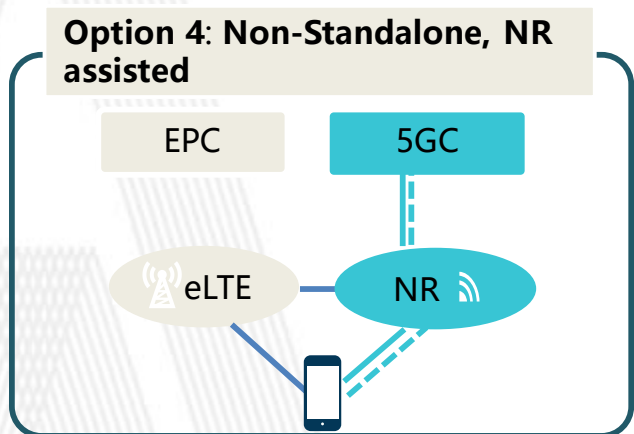 Option 4: Non-Standalone, NR
assisted
EPC
5GC
eLTE
NR